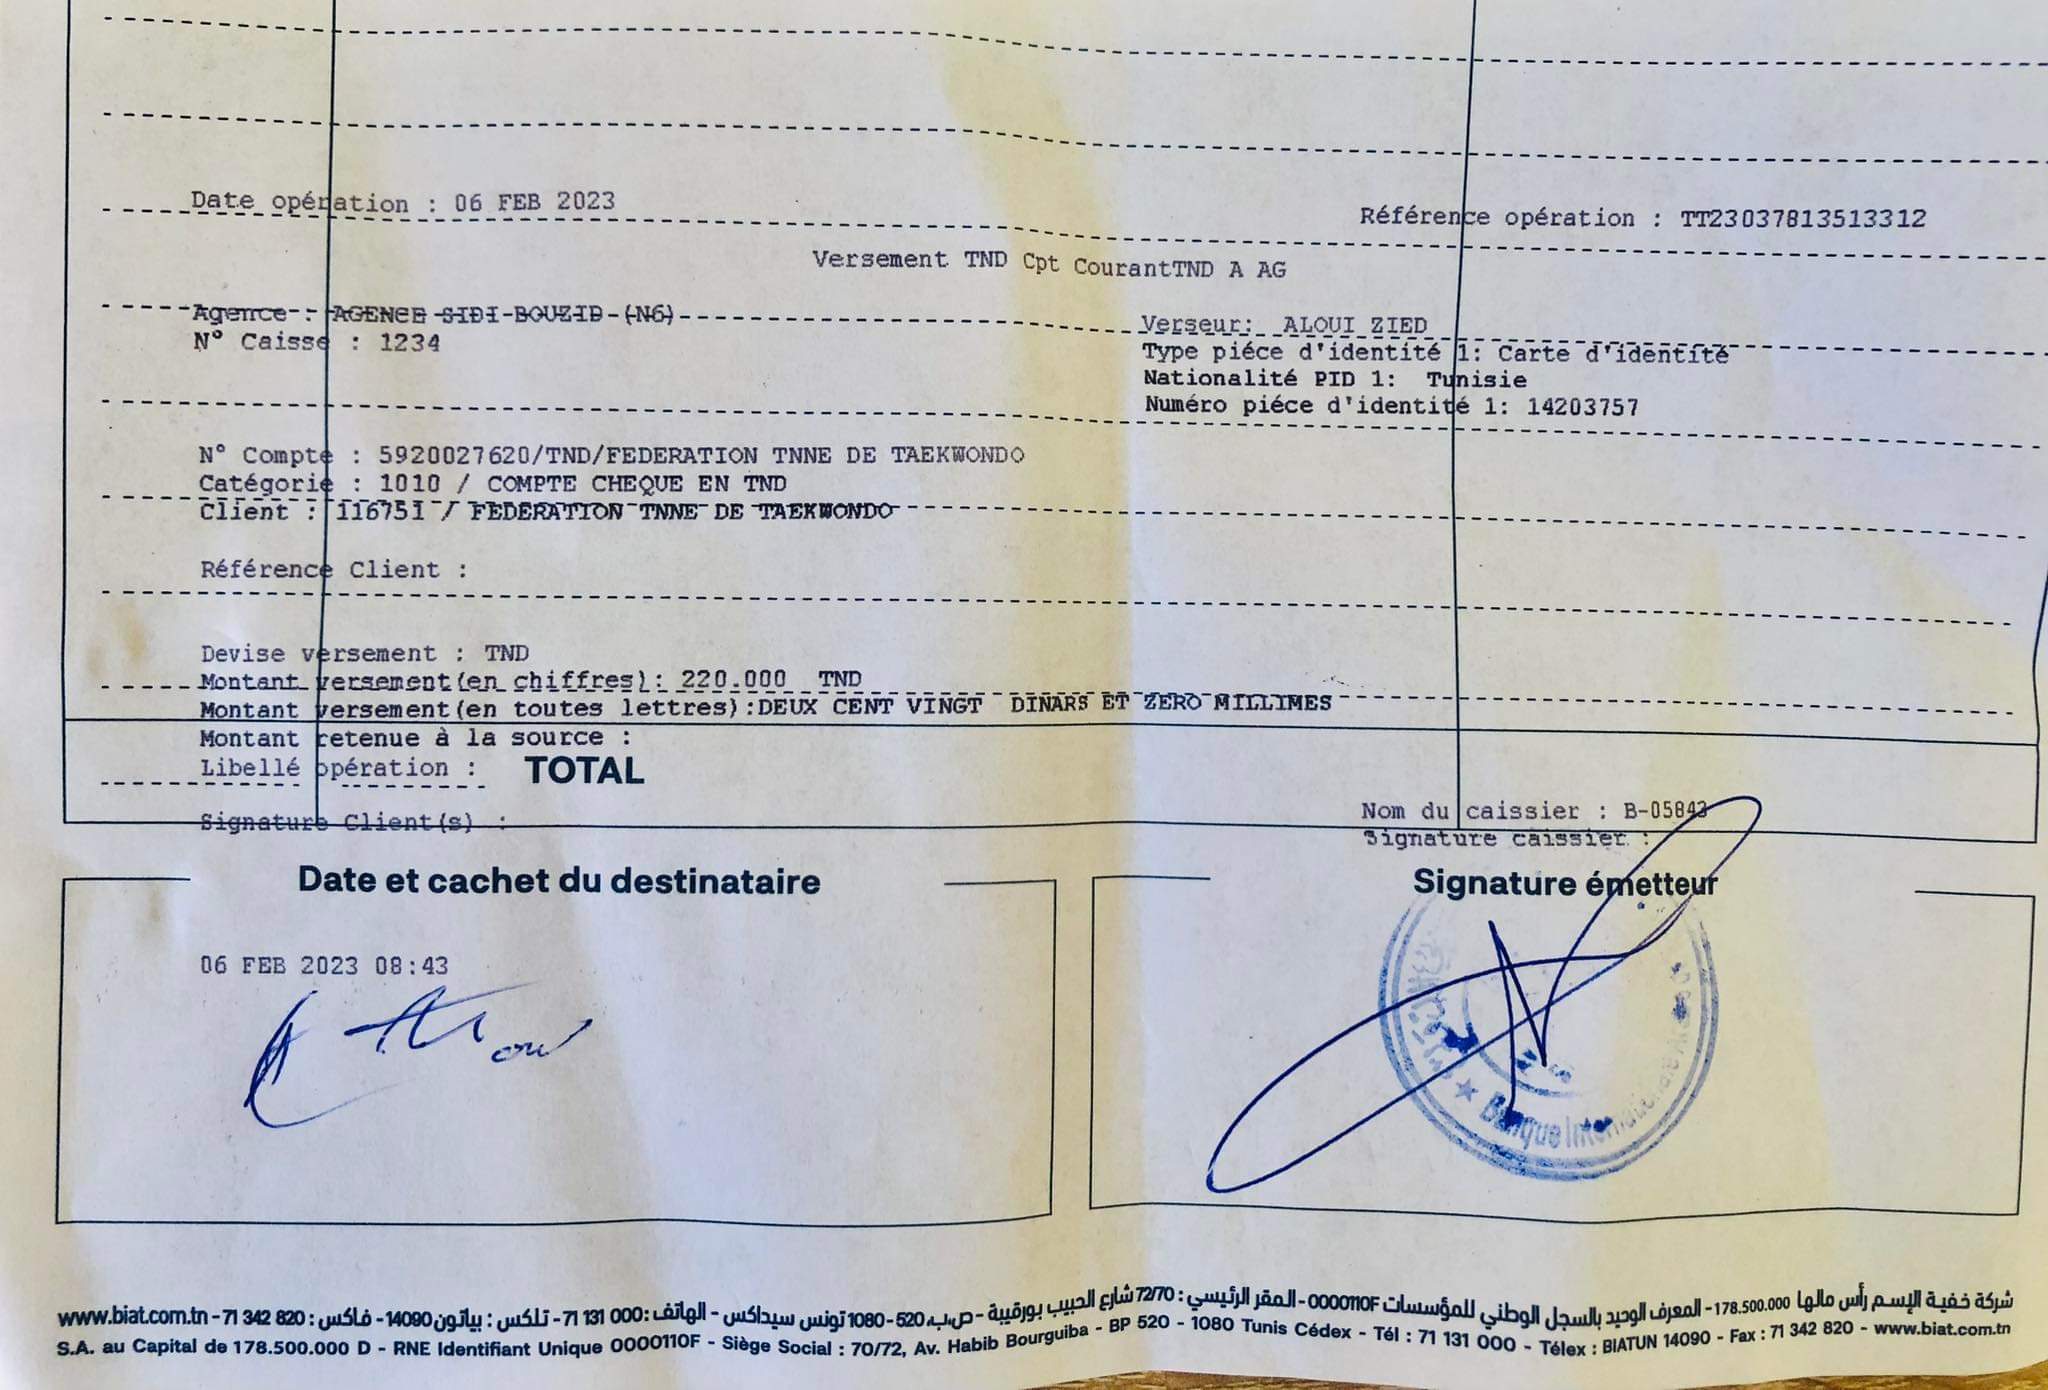 Date opération : 06 FEB 2023
Référence opération : TT23037813513312
Versement TND Cpt CourantTND A AG
Agence : AGENCE SIDI BOUZID (N6)
N° Caisse : 1234
Verseur: ALOUI ZIED
Type piéce d'identité 1: Carte d'identité
Nationalité PID 1: Tunisie
Numéro piéce d'identité 1: 14203757
N° Compte : 5920027620/TND/FEDERATION TNNE DE TAEKWONDO
Catégorie : 1010 / COMPTE CHEQUE EN TND
Client : 116751 / FEDERATION TNNE DE TAEKWONDO
Référence Client :
Devise versement : TND
Montant versement(en chiffres): 220.000 TND
Montant versement(en toutes lettres):DEUX CENT VINGT DINARS ET ZERO MILLIMES
Montant retenue à la source :
Libellé opération :
TOTAL
Signature Client(s) :
Nom du caissier : B-05843
Signature caissier :
Date et cachet du destinataire
Signature émetteur
06 FEB 2023 08:43
Banque Internationale
شركة خفية الإسم رأس مالها 178.500.000 - المعرف الوحيد بالسجل الوطني للمؤسسات 0000110F - المقر الرئيسي : 72/70 شارع الحبيب بورقيبة - ص.ب. 520 - 1080 تونس سيداكس - الهاتف : 71 131 000 - تلكس : بياتون 14090 - فاكس : 71 342 820 - www.biat.com.tn
S.A. au Capital de 178.500.000 D - RNE Identifiant Unique 0000110F - Siège Social : 70/72, Av. Habib Bourguiba - BP 520 - 1080 Tunis Cédex - Tél : 71 131 000 - Télex : BIATUN 14090 - Fax : 71 342 820 - www.biat.com.tn